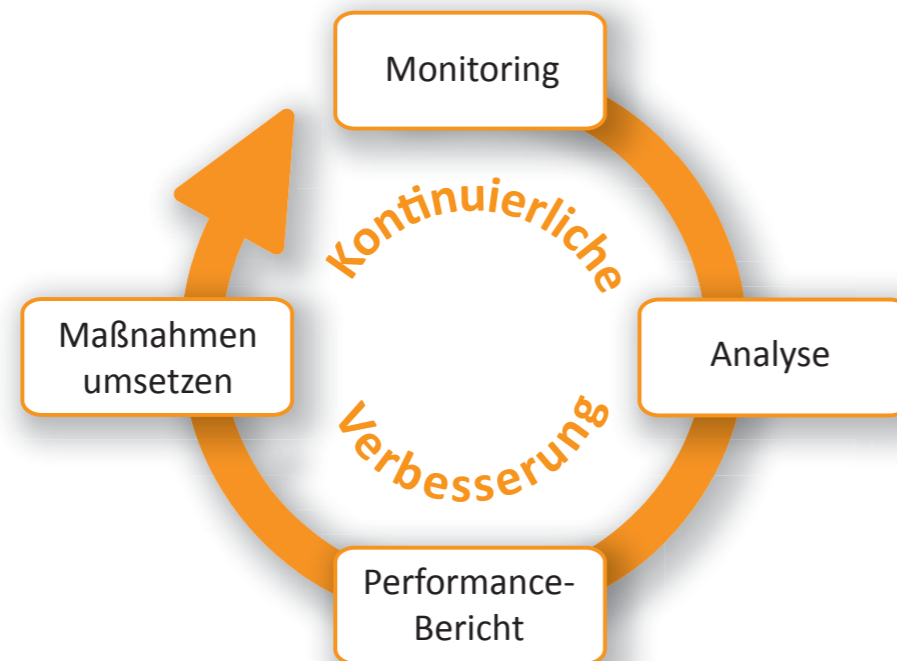 Monitoring
Kontinuierliche
Maßnahmen
umsetzen
Analyse
Verbesserung
Performance-
Bericht